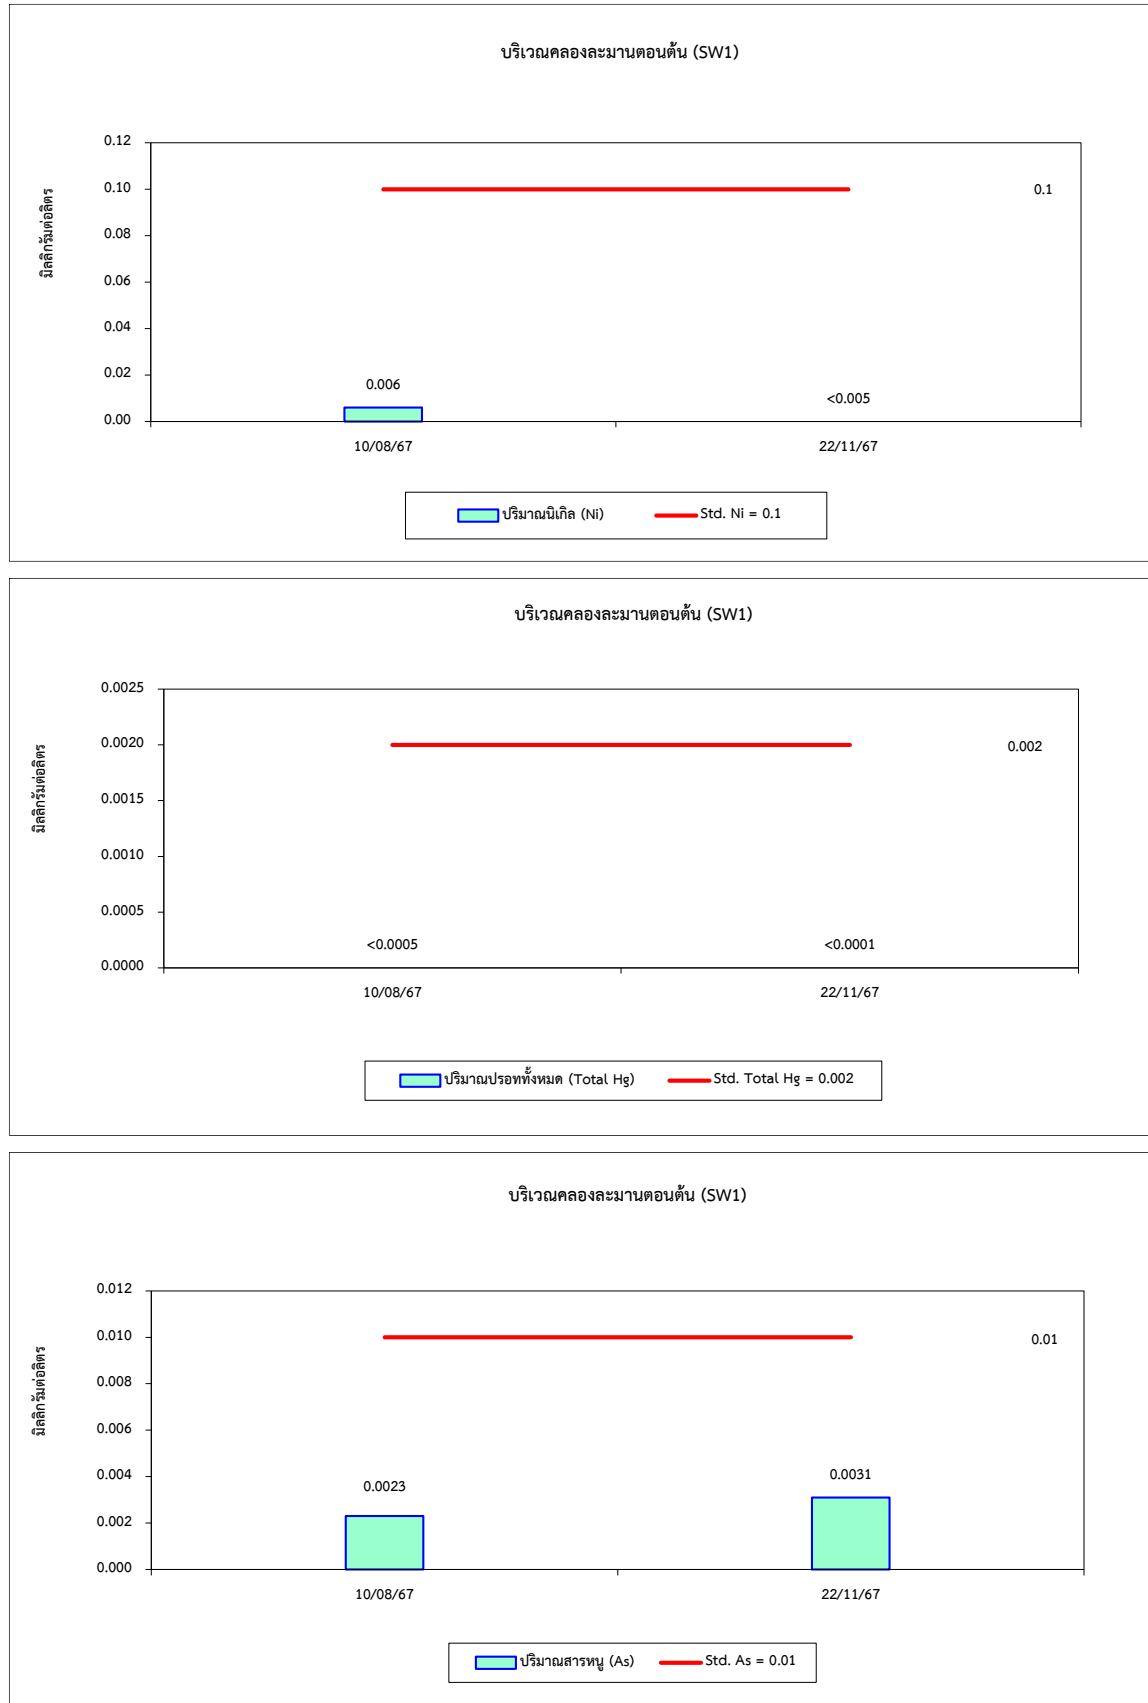 บริเวณคลองละมานตอนต้น (SW1)
มิลลิกรัมต่อลิตร
0.12
0.10
0.08
0.06
0.04
0.02
0.00
0.1
0.006
<0.005
10/08/67
22/11/67
ปริมาณนิเกิล (Ni)
Std. Ni = 0.1
บริเวณคลองละมานตอนต้น (SW1)
มิลลิกรัมต่อลิตร
0.0025
0.0020
0.0015
0.0010
0.0005
0.0000
0.002
<0.0005
<0.0001
10/08/67
22/11/67
ปริมาณปรอททั้งหมด (Total Hg)
Std. Total Hg = 0.002
บริเวณคลองละมานตอนต้น (SW1)
มิลลิกรัมต่อลิตร
0.012
0.010
0.008
0.006
0.004
0.002
0.000
0.01
0.0023
0.0031
10/08/67
22/11/67
ปริมาณสารหนู (As)
Std. As = 0.01